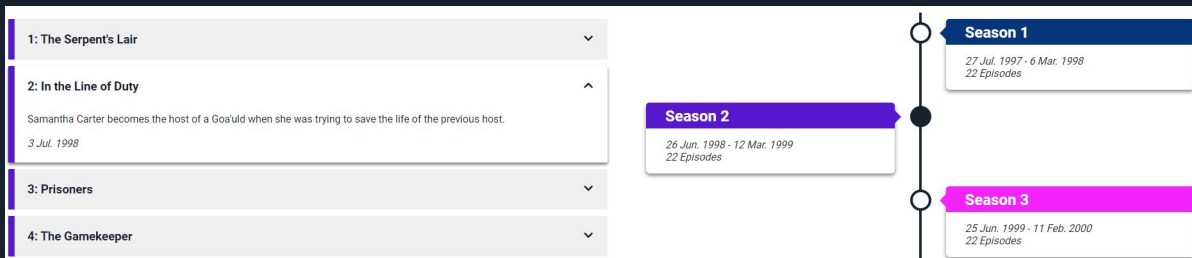 1: The Serpent's Lair
2: In the Line of Duty
Samantha Carter becomes the host of a Goa'uld when she was trying to save the life of the previous host.
3 Jul. 1998
3: Prisoners
4: The Gamekeeper
Season 1
27 Jul. 1997 - 6 Mar. 1998
22 Episodes
Season 2
26 Jun. 1998 - 12 Mar. 1999
22 Episodes
Season 3
25 Jun. 1999 - 11 Feb. 2000
22 Episodes